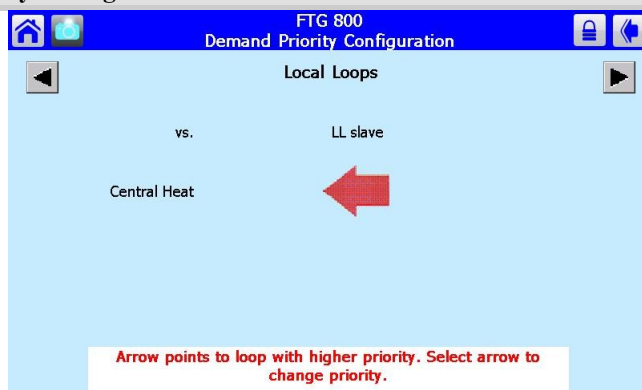 FTG 800
Demand Priority Configuration
Local Loops
vs. LL slave
Central Heat
Arrow points to loop with higher priority. Select arrow to
change priority.